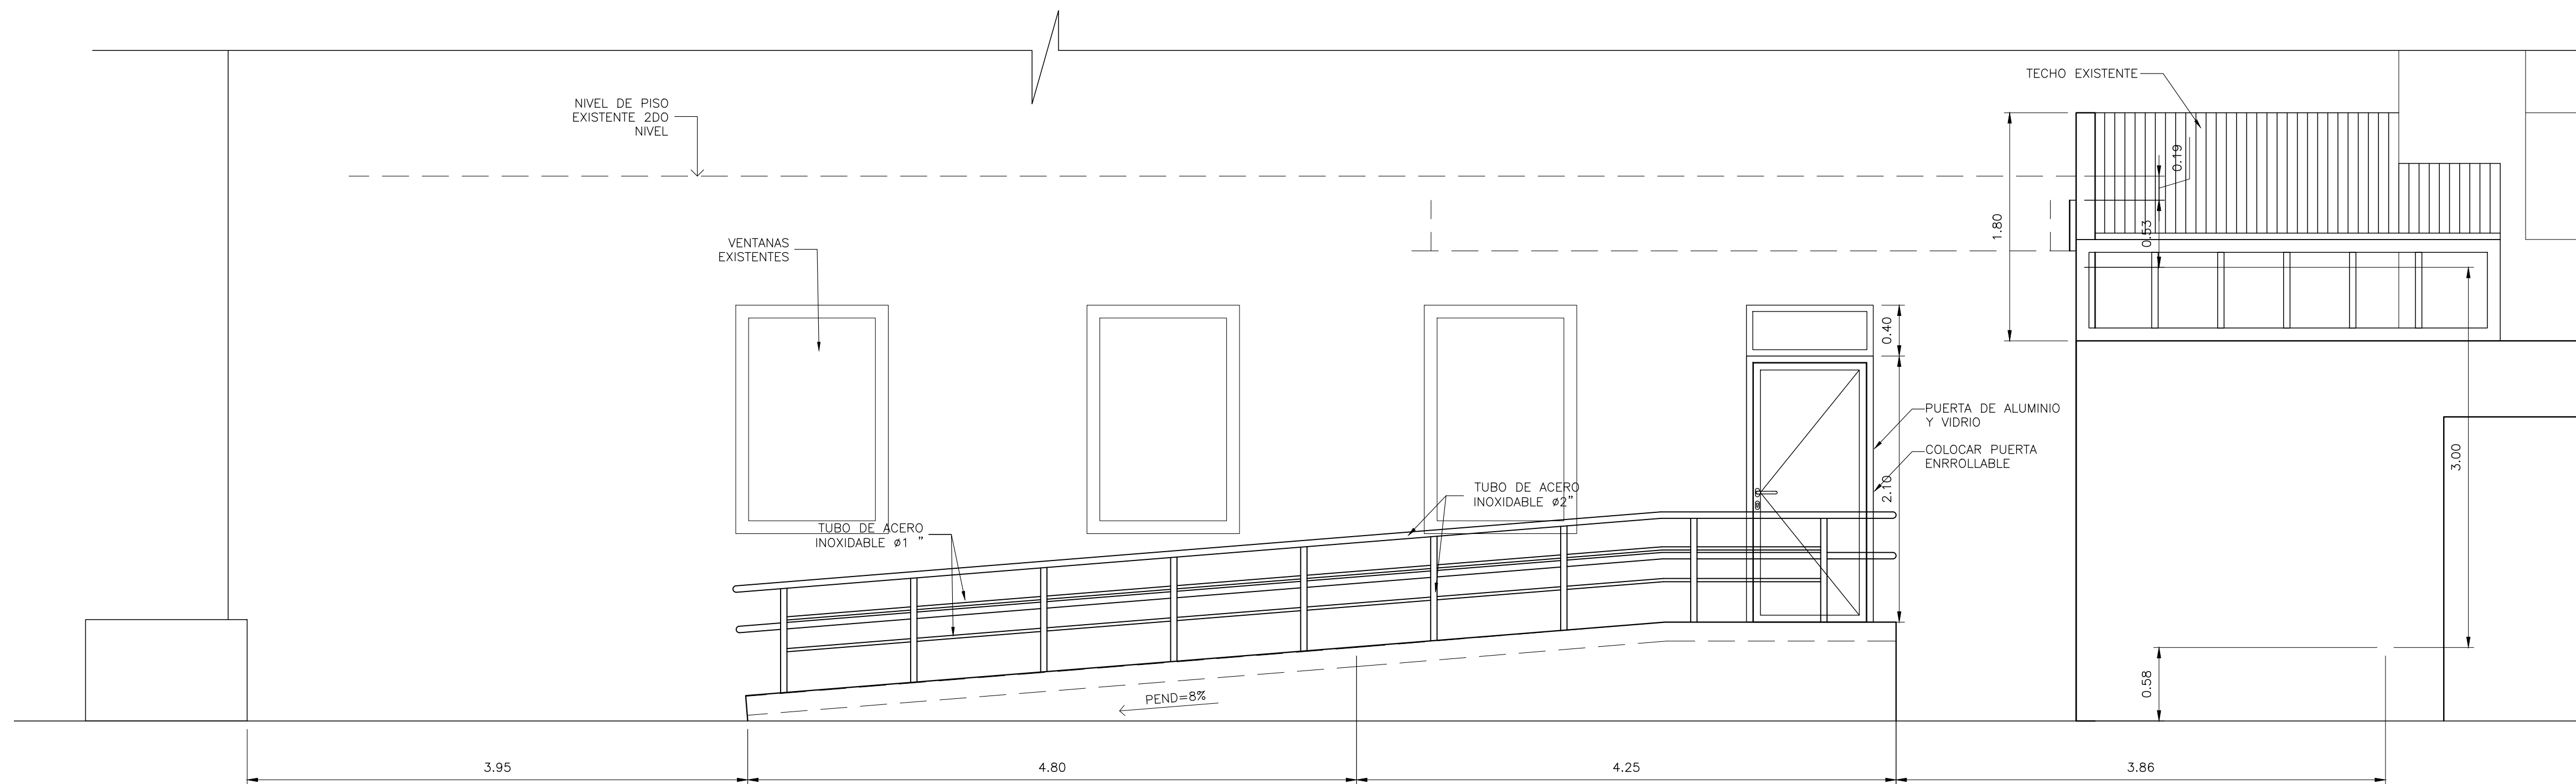 TECHO EXISTENTE
NIVEL DE PISO
EXISTENTE 2DO
NIVEL
0.19
1.80
0.53
VENTANAS
EXISTENTES
0.40
PUERTA DE ALUMINIO
Y VIDRIO
COLOCAR PUERTA
ENRROLLABLE
3.00
2.10
TUBO DE ACERO
INOXIDABLE ø2"
TUBO DE ACERO
INOXIDABLE ø1 "
PEND=8%
0.58
3.95
4.80
4.25
3.86